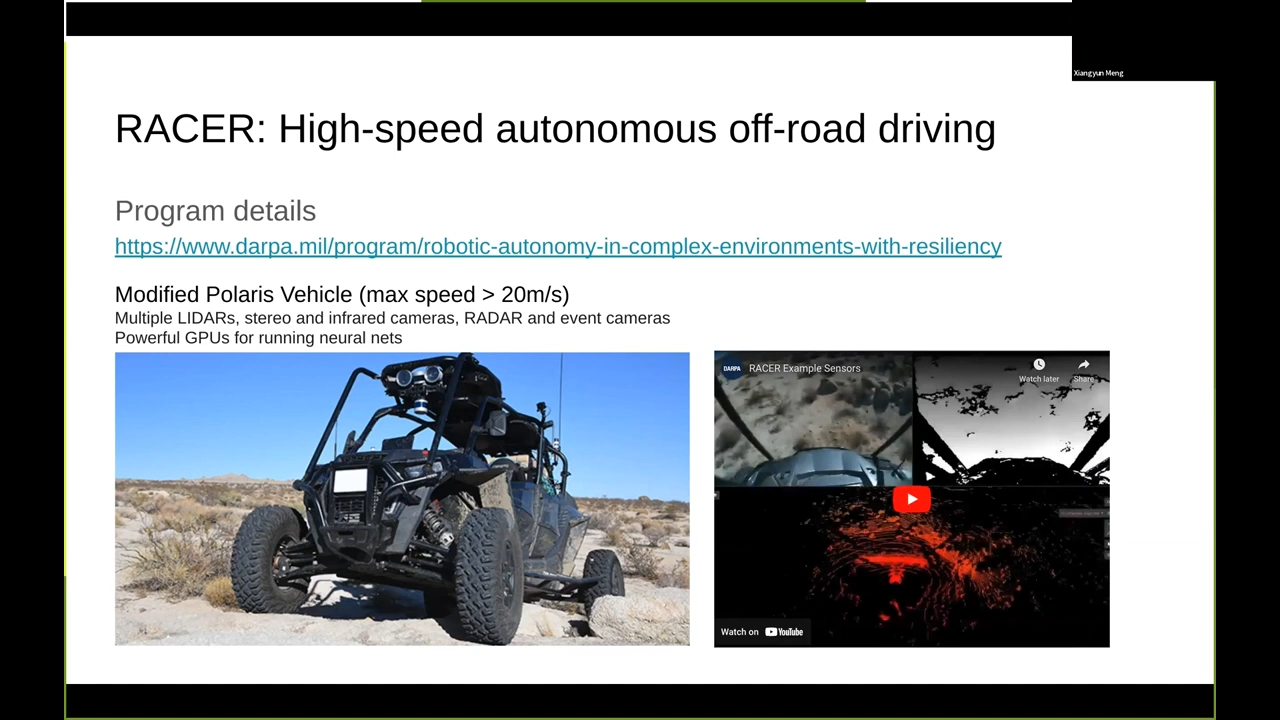 Xiangyun Meng
RACER: High-speed autonomous off-road driving
Program details
https://www.darpa.mil/program/robotic-autonomy-in-complex-environments-with-resiliency
Modified Polaris Vehicle (max speed > 20m/s)
Multiple LIDARs, stereo and infrared cameras, RADAR and event cameras
Powerful GPUs for running neural nets
DARPA
RACER Example Sensors
Watch later
Share
Watch on YouTube